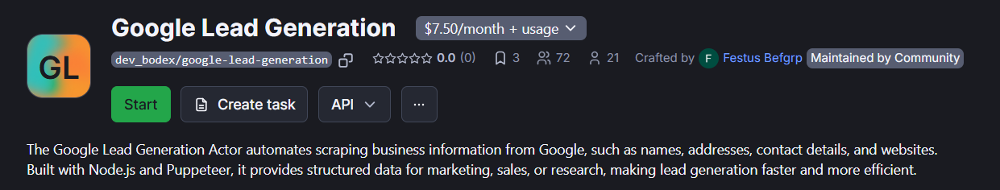 Google Lead Generation $7.50/month + usage
GL
dev_bodex/google-lead-generation 0.0 (0) 3 72 21 Crafted by F Festus Befgrp Maintained by Community
Start Create task API ...
The Google Lead Generation Actor automates scraping business information from Google, such as names, addresses, contact details, and websites.
Built with Node.js and Puppeteer, it provides structured data for marketing, sales, or research, making lead generation faster and more efficient.